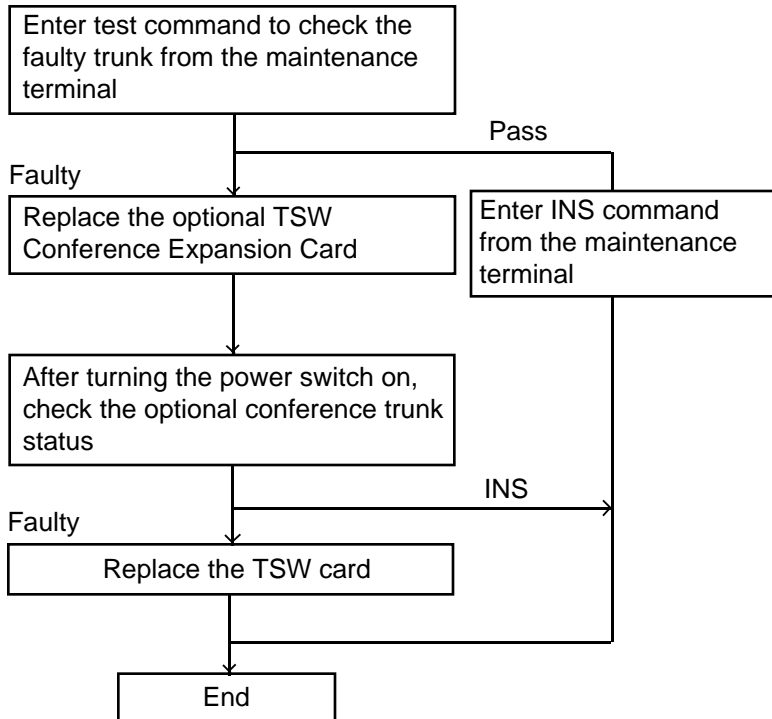 Enter test command to check the
faulty trunk from the maintenance
terminal
Pass
Faulty
Replace the optional TSW
Conference Expansion Card
Enter INS command
from the maintenance
terminal
After turning the power switch on,
check the optional conference trunk
status
INS
Faulty
Replace the TSW card
End